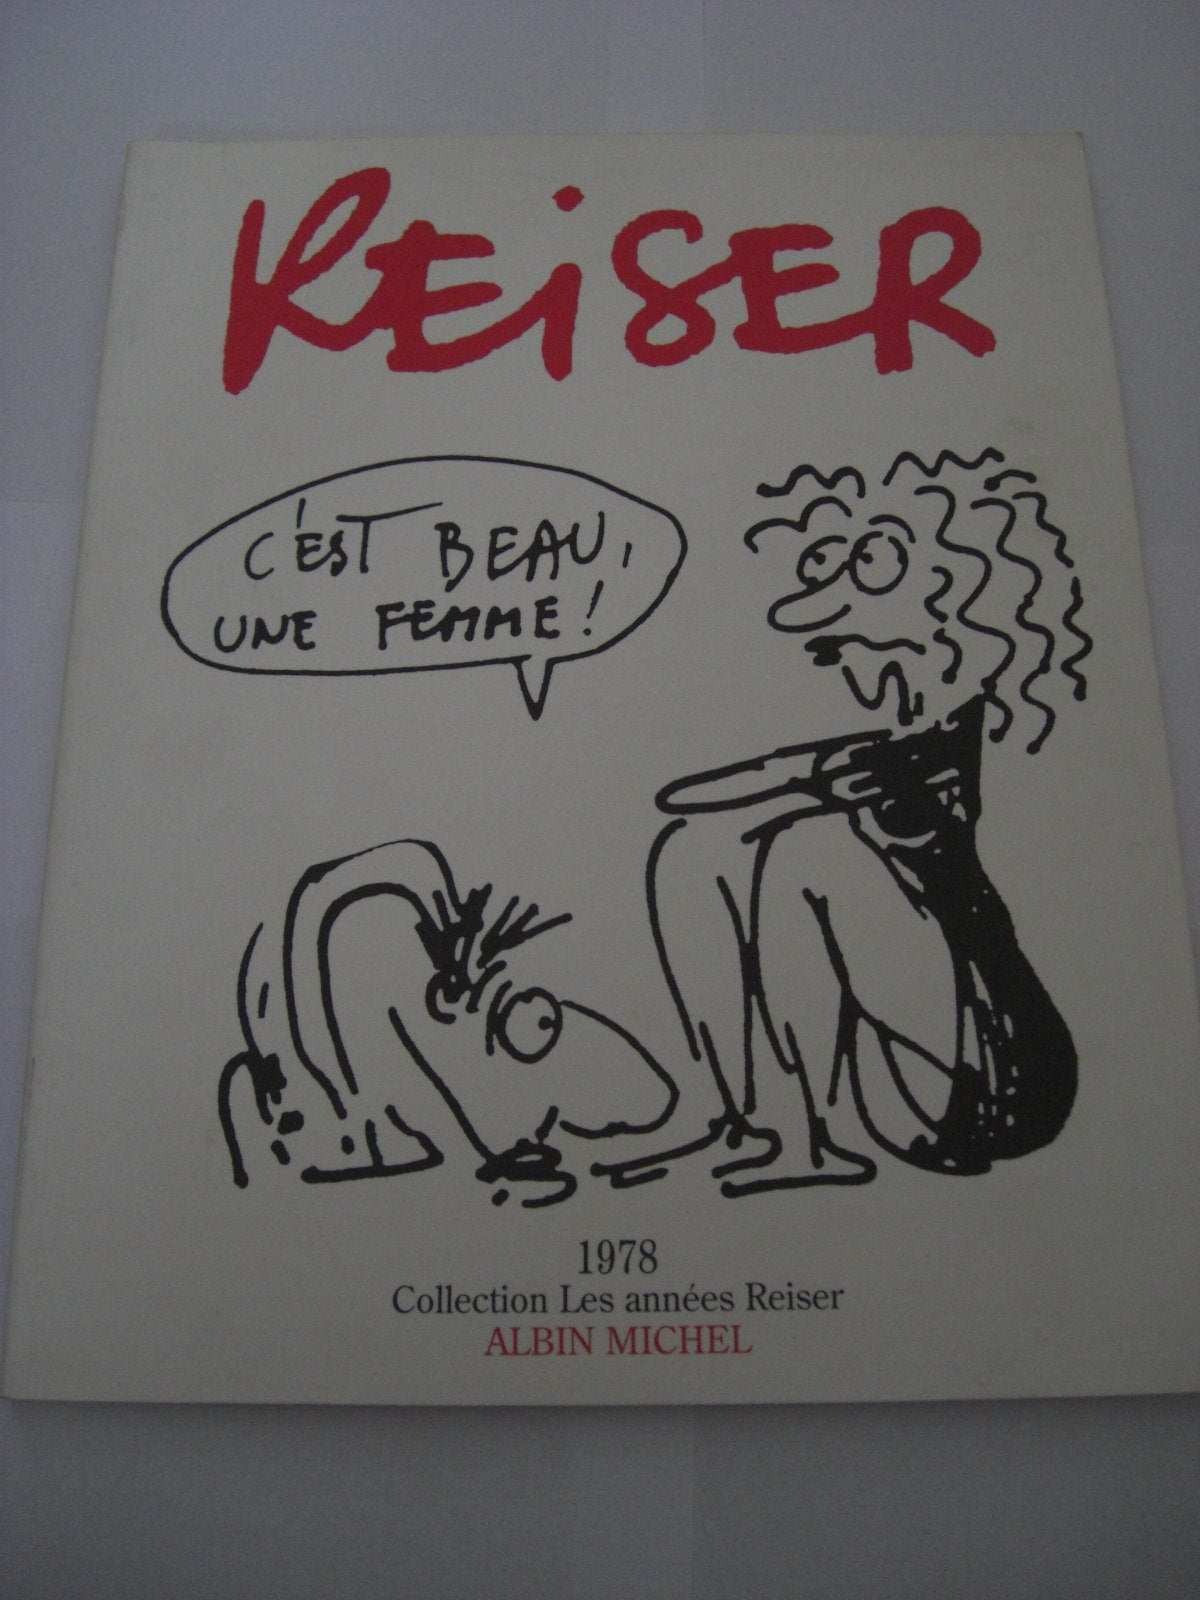 REiSER
C'EST BEAU,
UNE FEMME!
1978
Collection Les années Reiser
ALBIN MICHEL